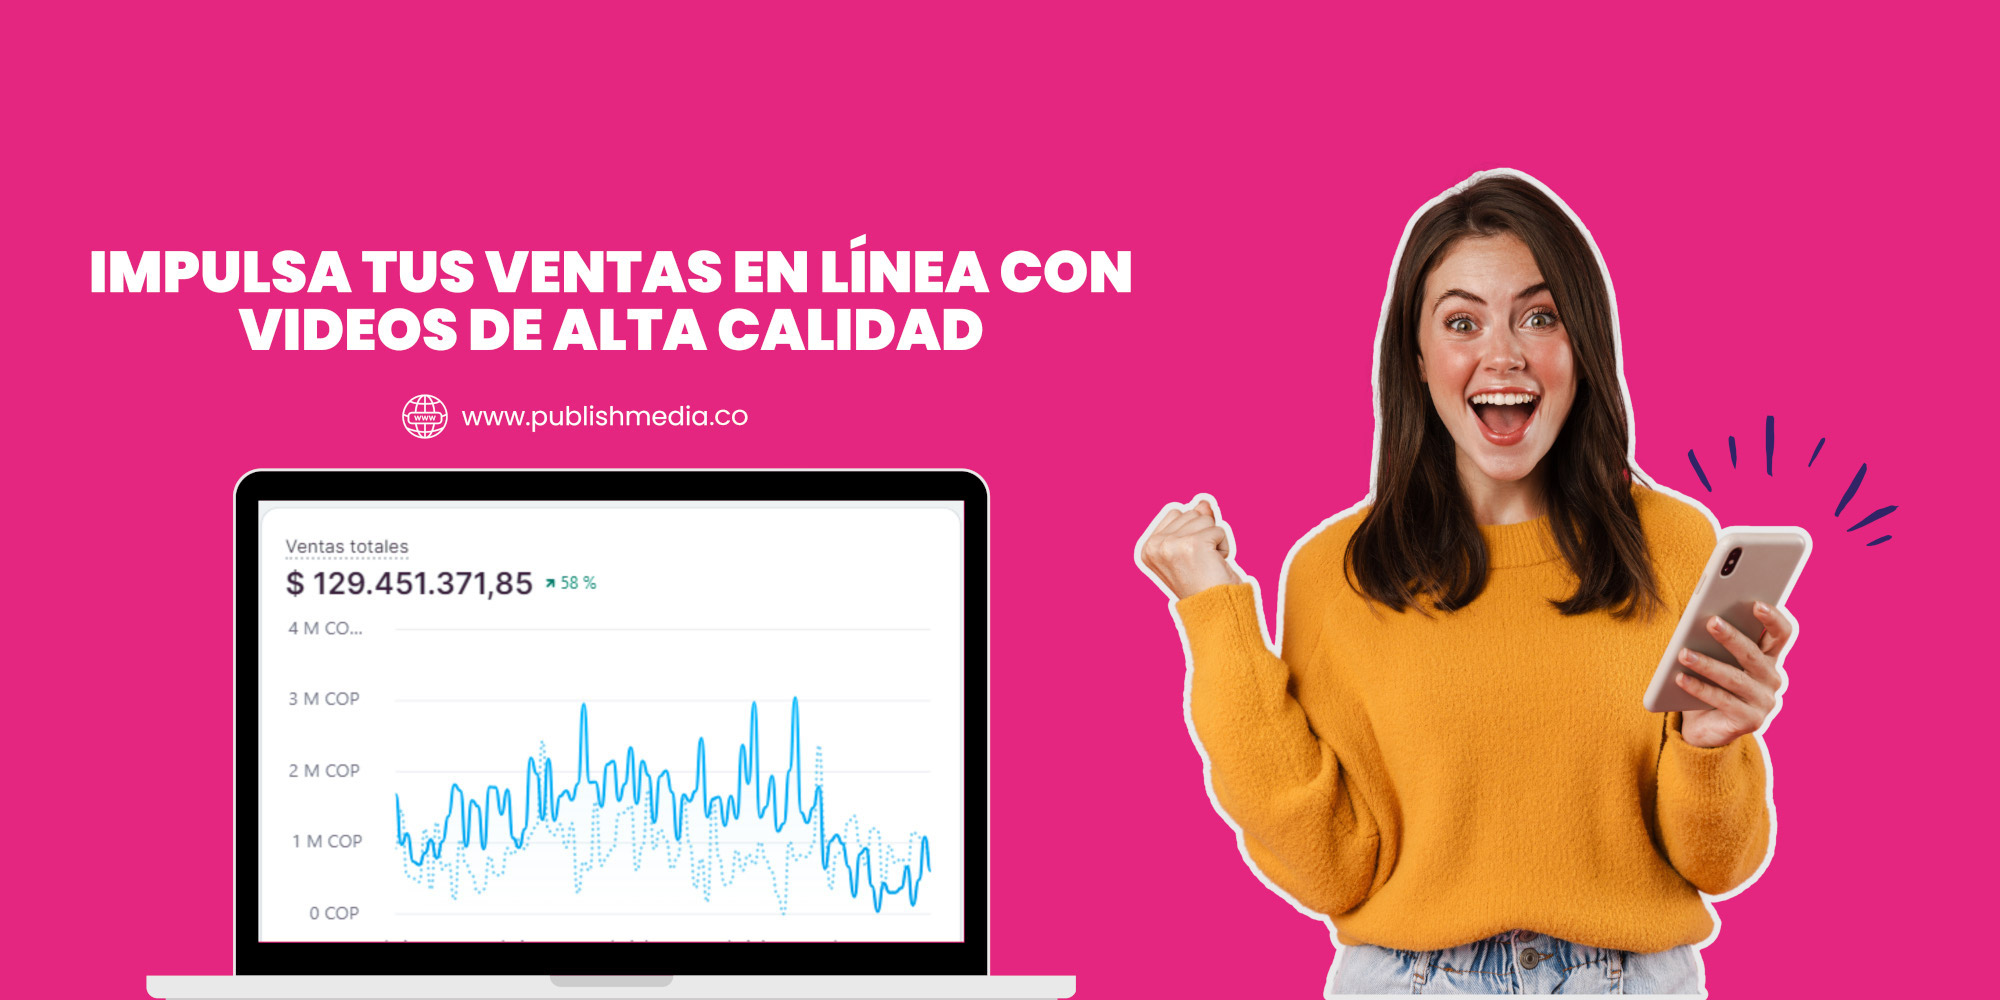 IMPULSA TUS VENTAS EN LÍNEA CON
VIDEOS DE ALTA CALIDAD
www
www.publishmedia.co
Ventas totales
$ 129.451.371,85 58 %
4 M CO...
3 M COP
2 M COP
1 M COP
0 COP